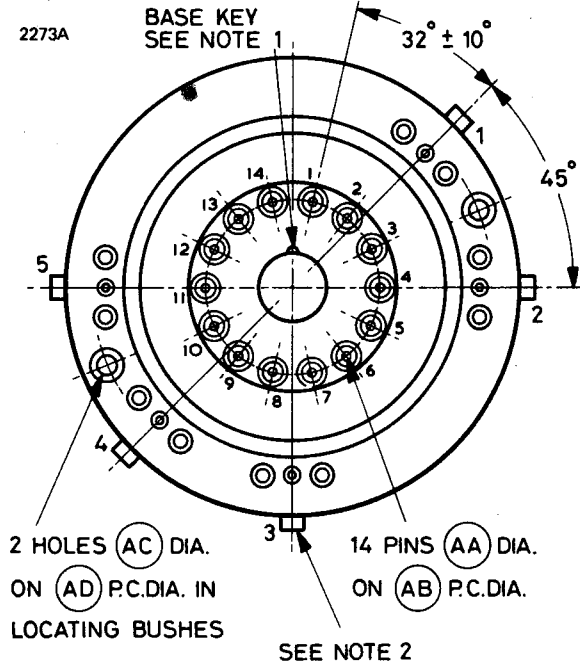 2273A
BASE KEY
SEE NOTE 1
32° ± 10°
45°
1
2
3
4
5
1
2
3
4
5
6
7
8
9
10
11
12
13
14
2 HOLES AC DIA.
ON AD P.C.DIA. IN
LOCATING BUSHES
14 PINS AA DIA.
ON AB P.C.DIA.
SEE NOTE 2